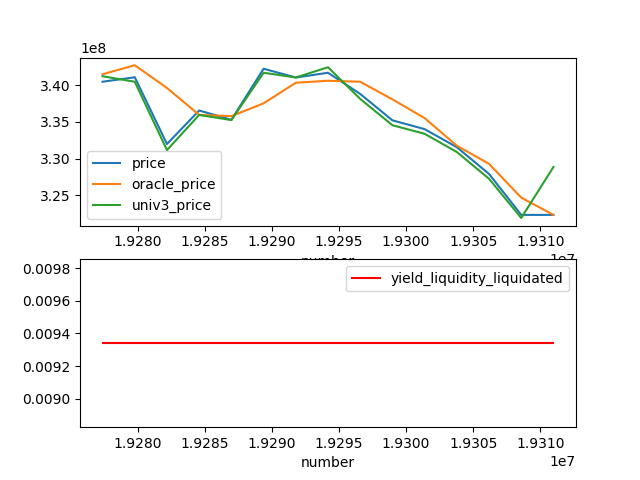 1e8
3.40
3.35
3.30
3.25
price
oracle_price
univ3_price
1.9280 1.9285 1.9290 1.9295 1.9300 1.9305 1.9310
number
1e7
0.0098
0.0096
0.0094
0.0092
0.0090
yield_liquidity_liquidated
1.9280 1.9285 1.9290 1.9295 1.9300 1.9305 1.9310
number
1e7